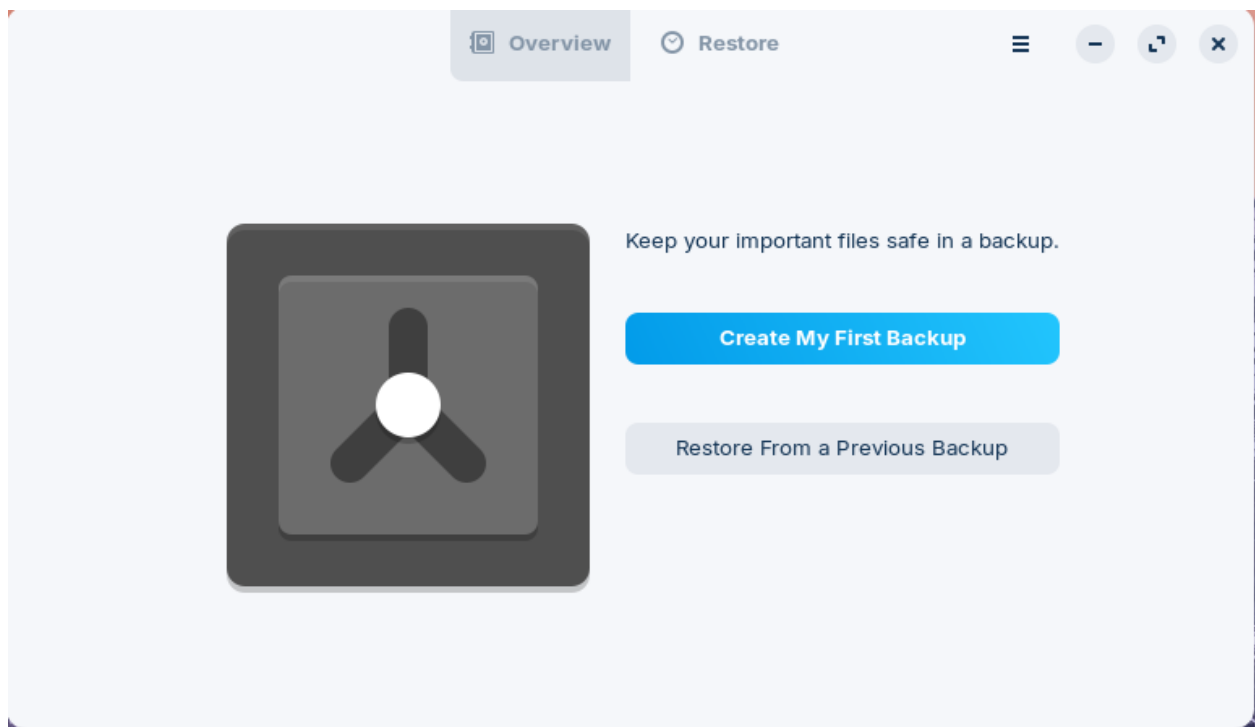 Overview
Restore
Keep your important files safe in a backup.
Create My First Backup
Restore From a Previous Backup